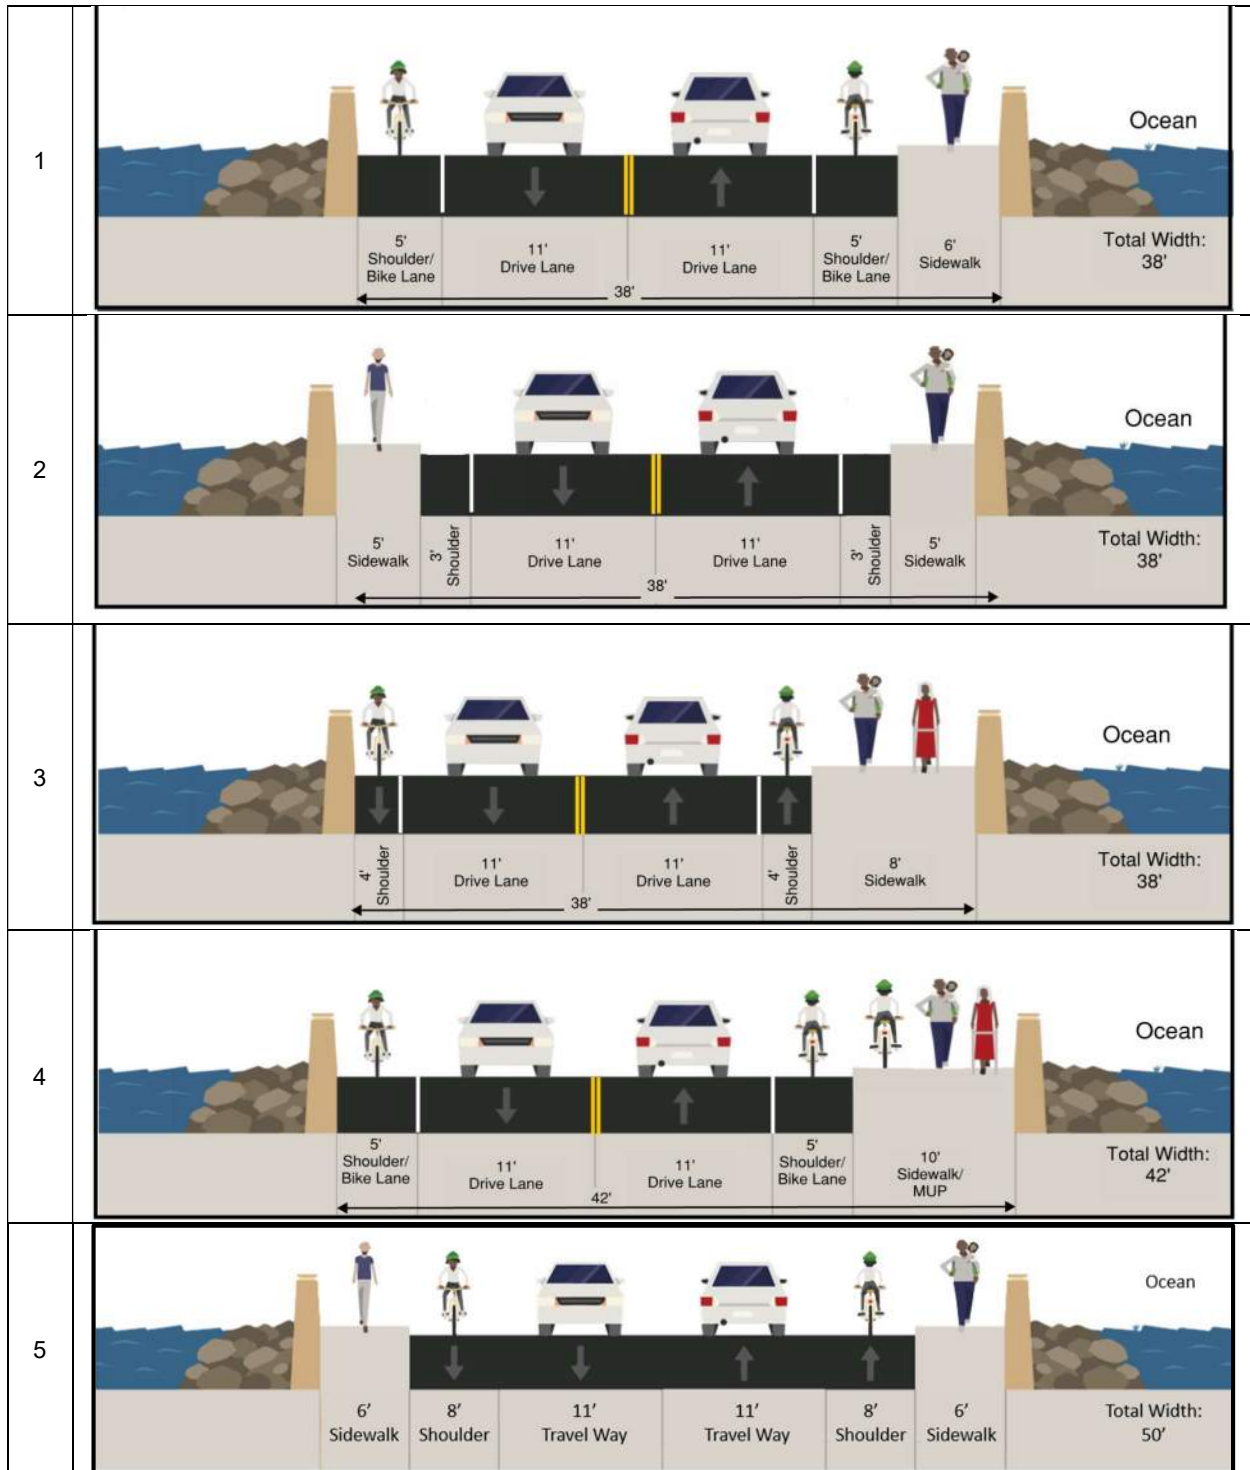 1
Ocean
5'
Shoulder/
Bike Lane
11'
Drive Lane
11'
Drive Lane
5'
Shoulder/
Bike Lane
6'
Sidewalk
Total Width:
38'
38'
2
Ocean
5'
Sidewalk
3'
Shoulder
11'
Drive Lane
11'
Drive Lane
3'
Shoulder
5'
Sidewalk
Total Width:
38'
38'
3
Ocean
4'
Shoulder
11'
Drive Lane
11'
Drive Lane
4'
Shoulder
8'
Sidewalk
Total Width:
38'
38'
4
Ocean
5'
Shoulder/
Bike Lane
11'
Drive Lane
11'
Drive Lane
5'
Shoulder/
Bike Lane
10'
Sidewalk/
MUP
Total Width:
42'
42'
5
Ocean
6'
Sidewalk
8'
Shoulder
11'
Travel Way
11'
Travel Way
8'
Shoulder
6'
Sidewalk
Total Width:
50'